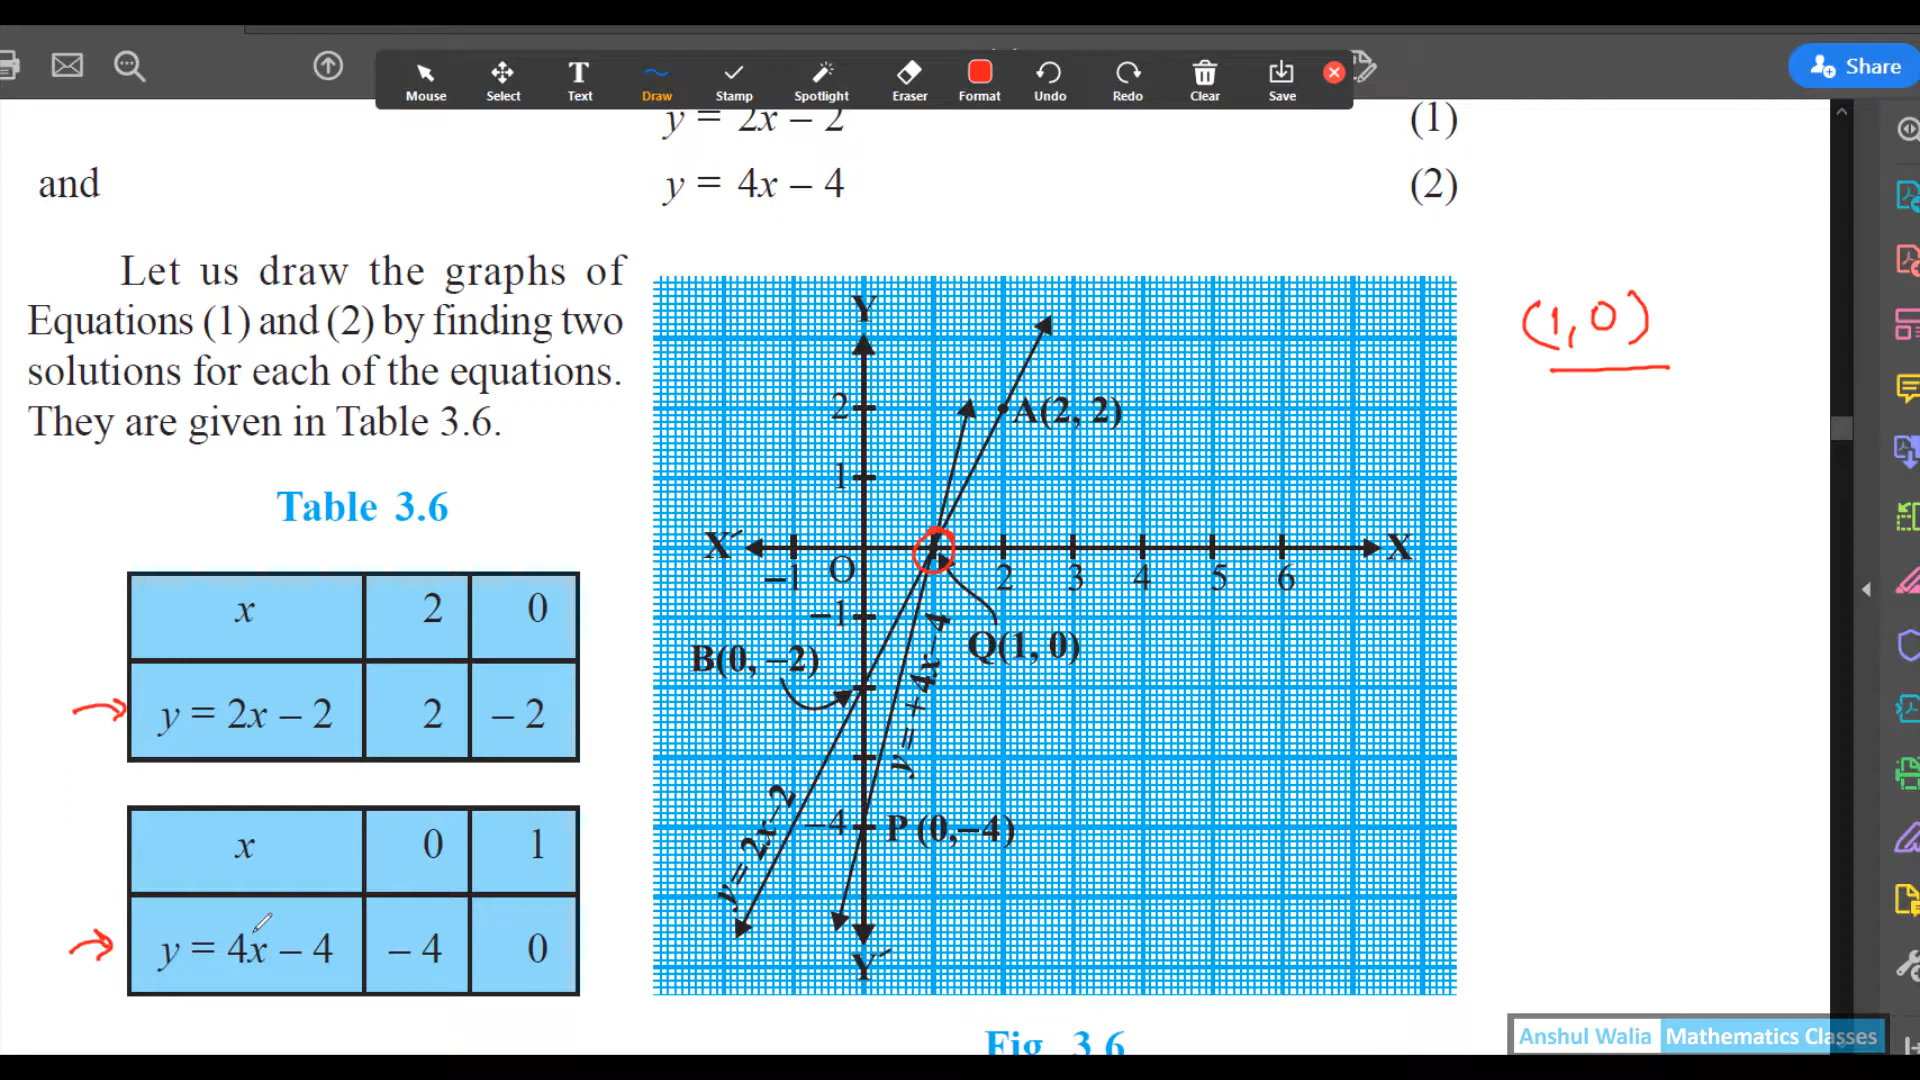 Share
Mouse Select Text Draw Stamp Spotlight Eraser Format Undo Redo Clear Save
y = 2x – 2 (1)
and y = 4x – 4 (2)
Let us draw the graphs of
Equations (1) and (2) by finding two
solutions for each of the equations.
They are given in Table 3.6.
Table 3.6
x 2 0
y = 2x – 2 2 – 2
x 0 1
y = 4x – 4 – 4 0
Y
2
A(2, 2)
1
X′ –1 O 2 3 4 5 6 X
–1
B(0, –2)
Q(1, 0)
y = +4x–4
y = 2x–2
–4 P (0,–4)
Y′
Fig 3.6
(1, 0)
Anshul Walia Mathematics Classes